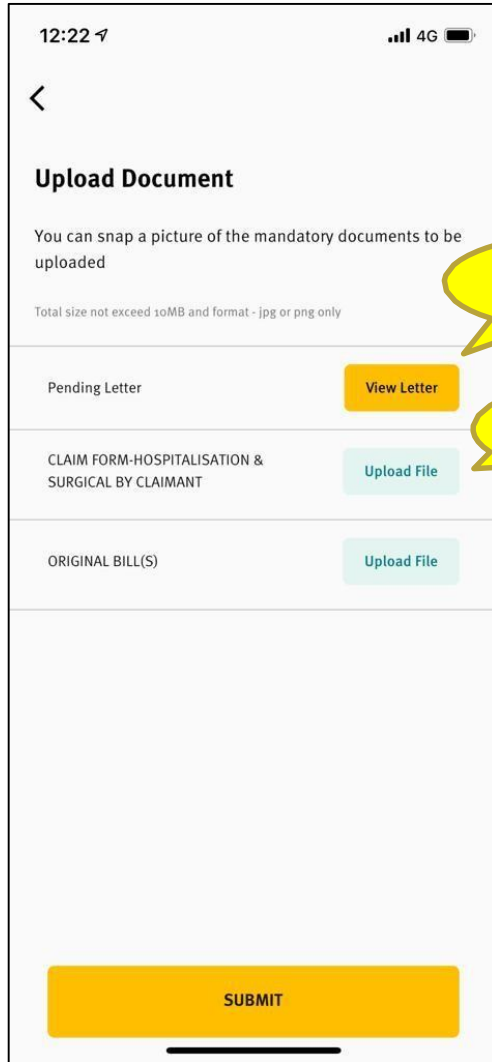 12:22
4G
Upload Document
You can snap a picture of the mandatory documents to be
uploaded
Total size not exceed 10MB and format - jpg or png only
Pending Letter
View Letter
CLAIM FORM-HOSPITALISATION &
SURGICAL BY CLAIMANT
Upload File
ORIGINAL BILL(S)
Upload File
SUBMIT